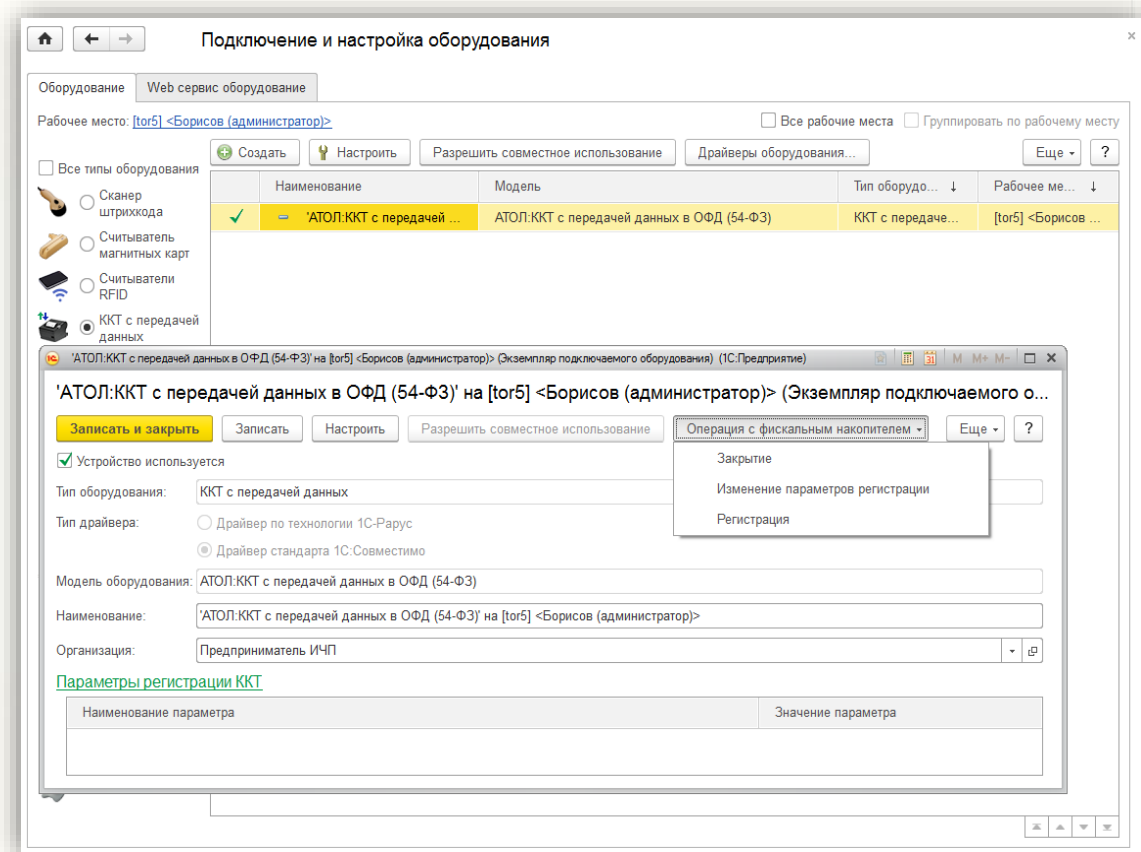 Подключение и настройка оборудования
Оборудование Web сервис оборудование
Рабочее место: [tor5] <Борисов (администратор)> Все рабочие места Группировать по рабочему месту
Создать Настроить Разрешить совместное использование Драйверы оборудования... Еще ?
Все типы оборудования
Наименование Модель Тип оборудо... ↓ Рабочее ме... ↓
'АТОЛ:ККТ с передачей ... АТОЛ:ККТ с передачей данных в ОФД (54-ФЗ) ККТ с передаче... [tor5] <Борисов ...
Сканер
штрихкода
Считыватель
магнитных карт
Считыватели
RFID
ККТ с передачей
данных
'АТОЛ:ККТ с передачей данных в ОФД (54-ФЗ)' на [tor5] <Борисов (администратор)> (Экземпляр подключаемого оборудования) (1С:Предприятие) 31 M M+ M-
'АТОЛ:ККТ с передачей данных в ОФД (54-ФЗ)' на [tor5] <Борисов (администратор)> (Экземпляр подключаемого о...
Записать и закрыть Записать Настроить Разрешить совместное использование Операция с фискальным накопителем Еще ?
Устройство используется
Закрытие
Изменение параметров регистрации
Регистрация
Тип оборудования: ККТ с передачей данных
Тип драйвера: Драйвер по технологии 1С-Рарус
Драйвер стандарта 1С:Совместимо
Модель оборудования: АТОЛ:ККТ с передачей данных в ОФД (54-ФЗ)
Наименование: 'АТОЛ:ККТ с передачей данных в ОФД (54-ФЗ)' на [tor5] <Борисов (администратор)>
Организация: Предприниматель ИЧП
Параметры регистрации ККТ
Наименование параметра Значение параметра